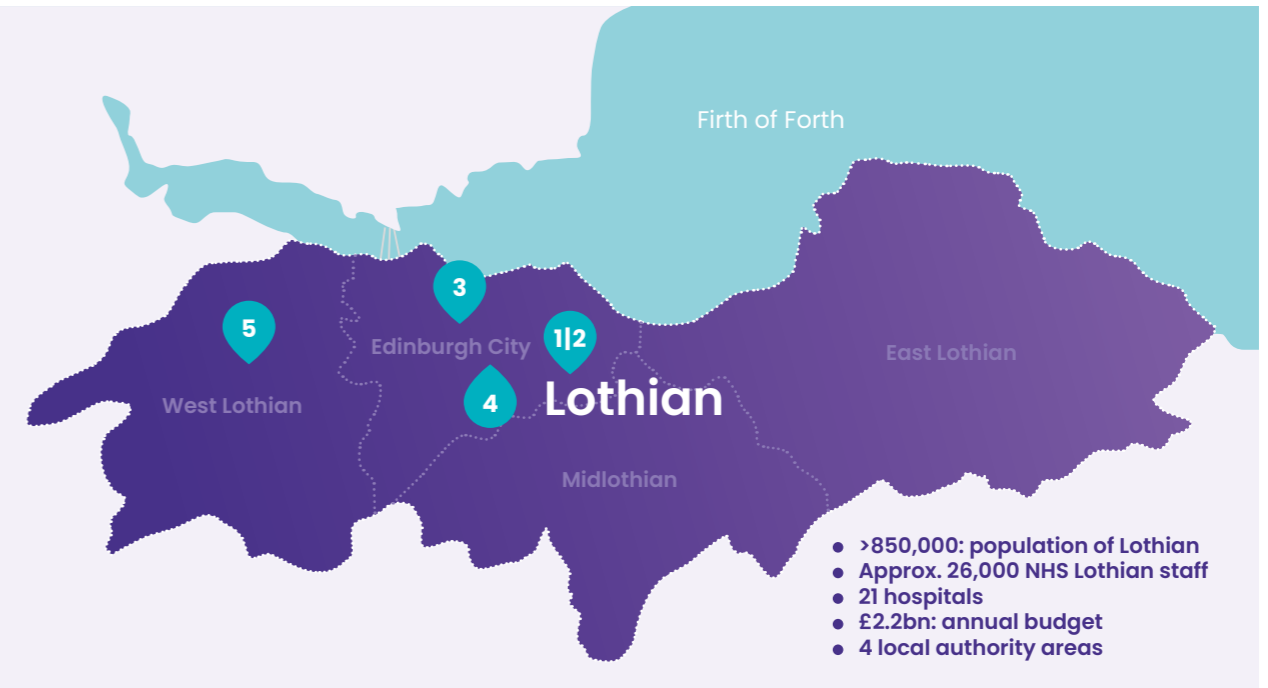 Firth of Forth
3
5
1|2
Edinburgh City
East Lothian
4
Lothian
West Lothian
Midlothian
• >850,000: population of Lothian
• Approx. 26,000 NHS Lothian staff
• 21 hospitals
• £2.2bn: annual budget
• 4 local authority areas